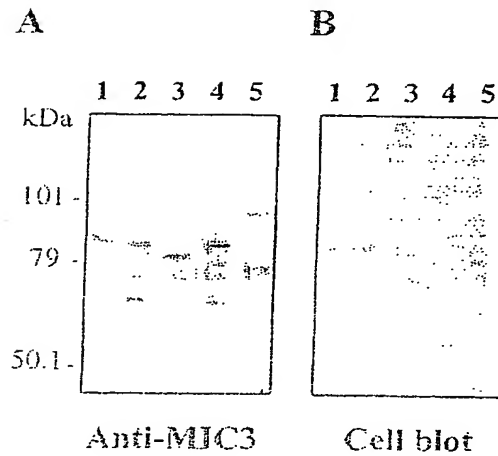 A
B
1 2 3 4 5
1 2 3 4 5
kDa
101 -
79 -
50.1 -
Anti-MIC3
Cell blot